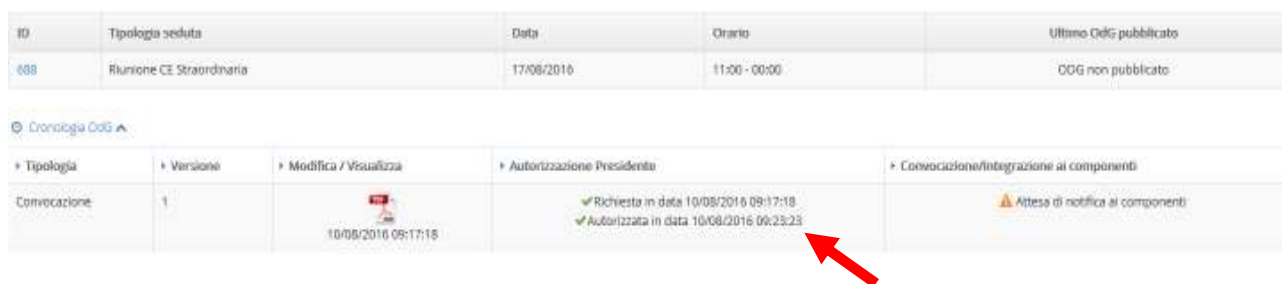 ID Tipologia seduta Data Orario Ultimo OdG pubblicato
688 Riunione CE Straordinaria 17/08/2016 11:00 - 00:00 ODG non pubblicato
Cronologia OdG
Tipologia Versione Modifica / Visualizza Autorizzazione Presidente Convocazione/Integrazione ai componenti
Convocazione 1 Richiesta in data 10/08/2016 09:17:18 Attesa di notifica ai componenti
10/08/2016 09:17:18 Autorizzata in data 10/08/2016 09:23:23